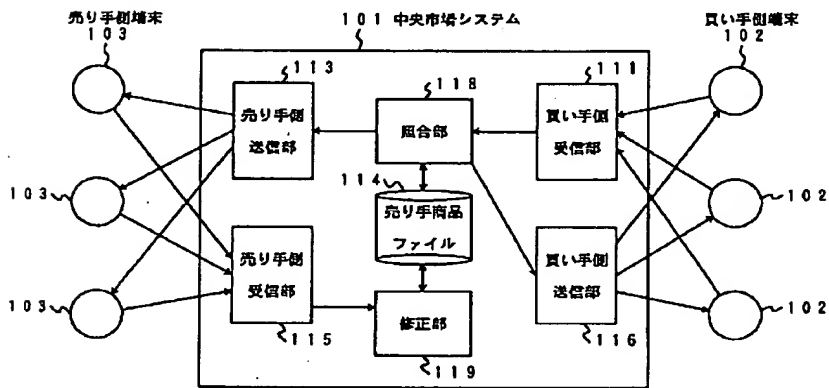 売り手側端末
103
101 中央市場システム
買い手側端末
102
113
118
111
売り手側
送信部
照合部
買い手側
受信部
103
114
102
売り手商品
ファイル
売り手側
受信部
買い手側
送信部
103
修正部
102
115
119
116